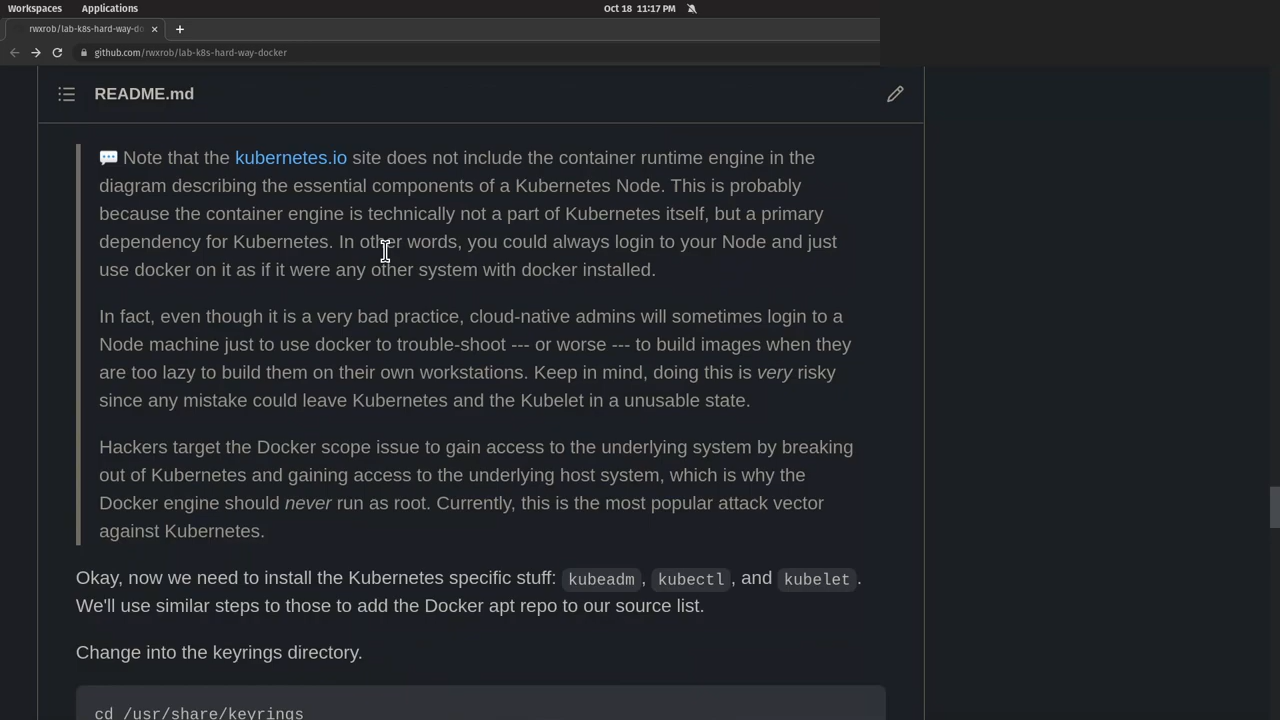 Workspaces Applications Oct 18 11:17 PM
rwxrob/lab-k8s-hard-way-do × +
github.com/rwxrob/lab-k8s-hard-way-docker
README.md
Note that the kubernetes.io site does not include the container runtime engine in the
diagram describing the essential components of a Kubernetes Node. This is probably
because the container engine is technically not a part of Kubernetes itself, but a primary
dependency for Kubernetes. In other words, you could always login to your Node and just
use docker on it as if it were any other system with docker installed.
In fact, even though it is a very bad practice, cloud-native admins will sometimes login to a
Node machine just to use docker to trouble-shoot --- or worse --- to build images when they
are too lazy to build them on their own workstations. Keep in mind, doing this is very risky
since any mistake could leave Kubernetes and the Kubelet in a unusable state.
Hackers target the Docker scope issue to gain access to the underlying system by breaking
out of Kubernetes and gaining access to the underlying host system, which is why the
Docker engine should never run as root. Currently, this is the most popular attack vector
against Kubernetes.
Okay, now we need to install the Kubernetes specific stuff: kubeadm, kubectl, and kubelet.
We'll use similar steps to those to add the Docker apt repo to our source list.
Change into the keyrings directory.
cd /usr/share/keyrings